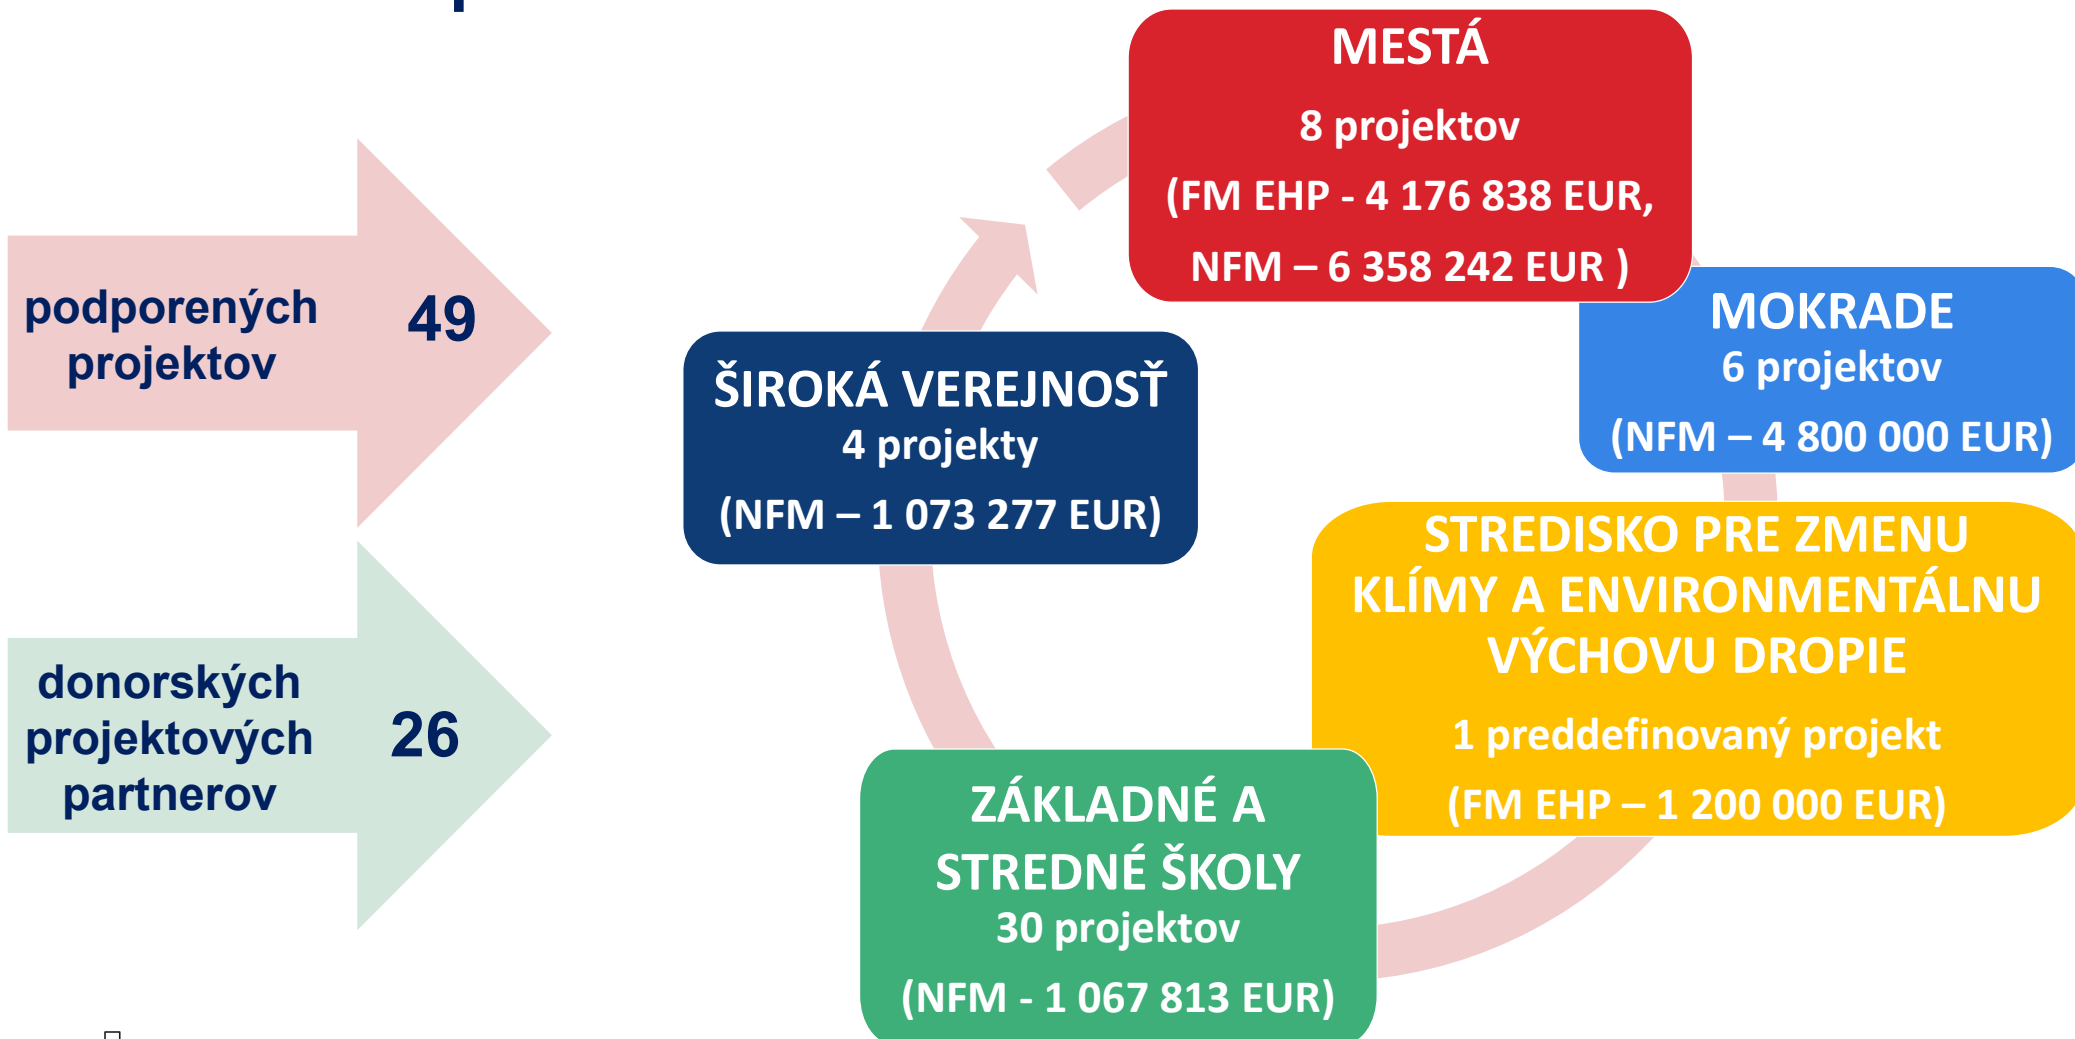 podporených
projektov
49
donorských
projektových
partnerov
26
MESTÁ
8 projektov
(FM EHP - 4 176 838 EUR,
NFM – 6 358 242 EUR )
MOKRADE
6 projektov
(NFM – 4 800 000 EUR)
STREDISKO PRE ZMENU
KLÍMY A ENVIRONMENTÁLNU
VÝCHOVU DROPIE
1 preddefinovaný projekt
(FM EHP – 1 200 000 EUR)
ZÁKLADNÉ A
STREDNÉ ŠKOLY
30 projektov
(NFM - 1 067 813 EUR)
ŠIROKÁ VEREJNOSŤ
4 projekty
(NFM – 1 073 277 EUR)